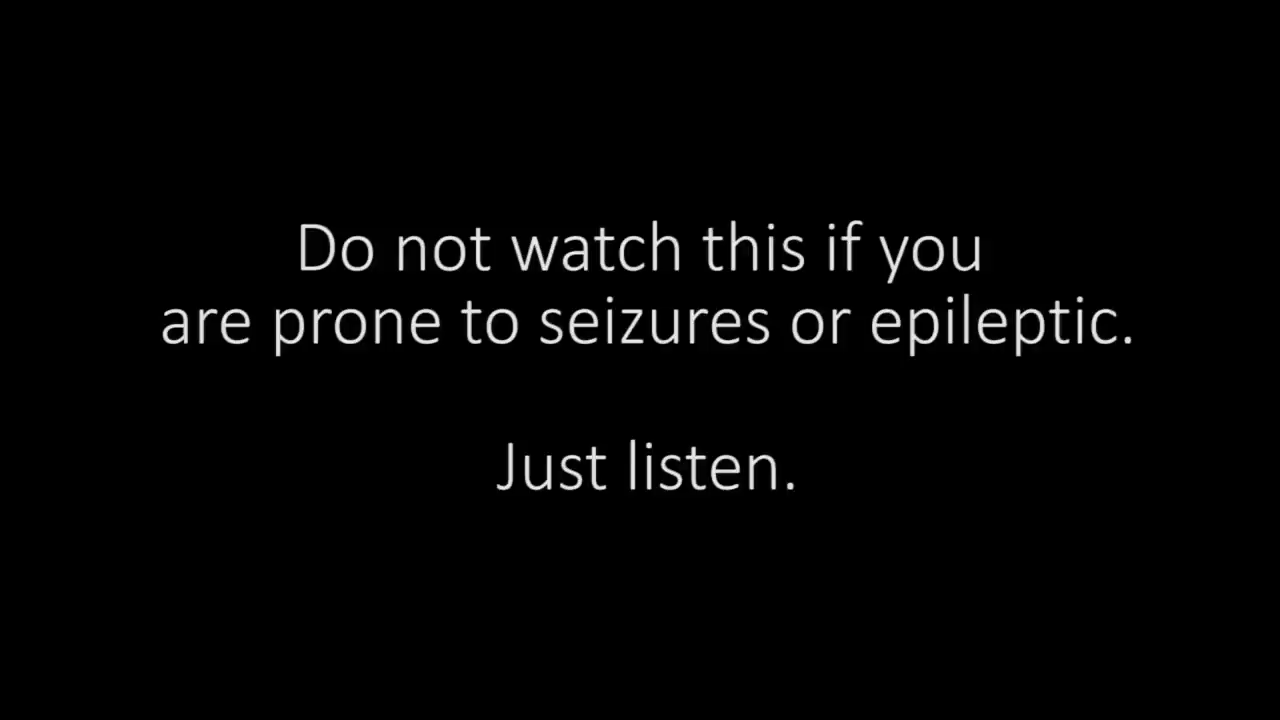 Do not watch this if you
are prone to seizures or epileptic.
Just listen.